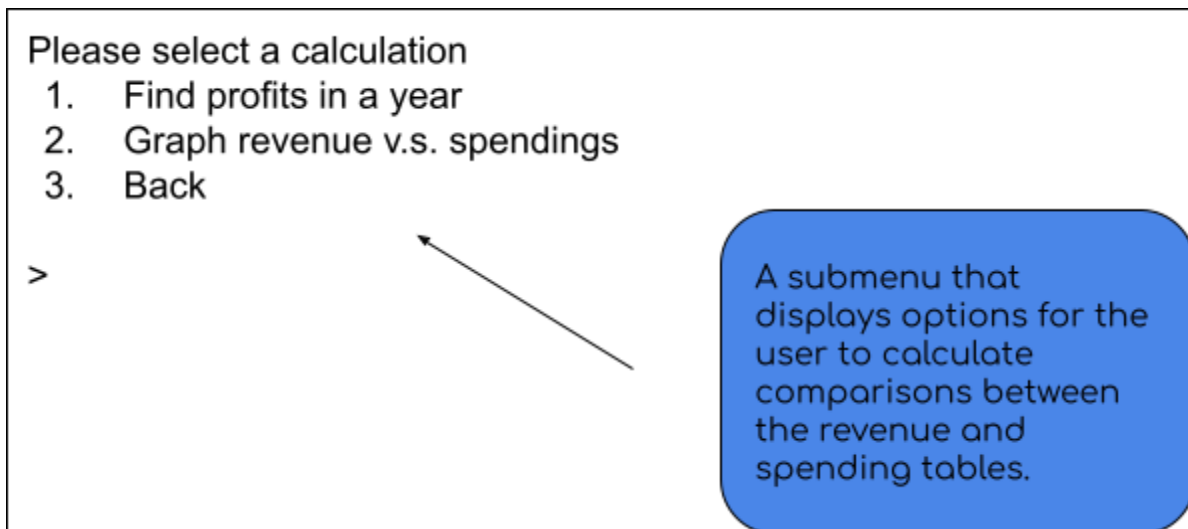 Please select a calculation
1. Find profits in a year
2. Graph revenue v.s. spendings
3. Back
>
A submenu that
displays options for the
user to calculate
comparisons between
the revenue and
spending tables.